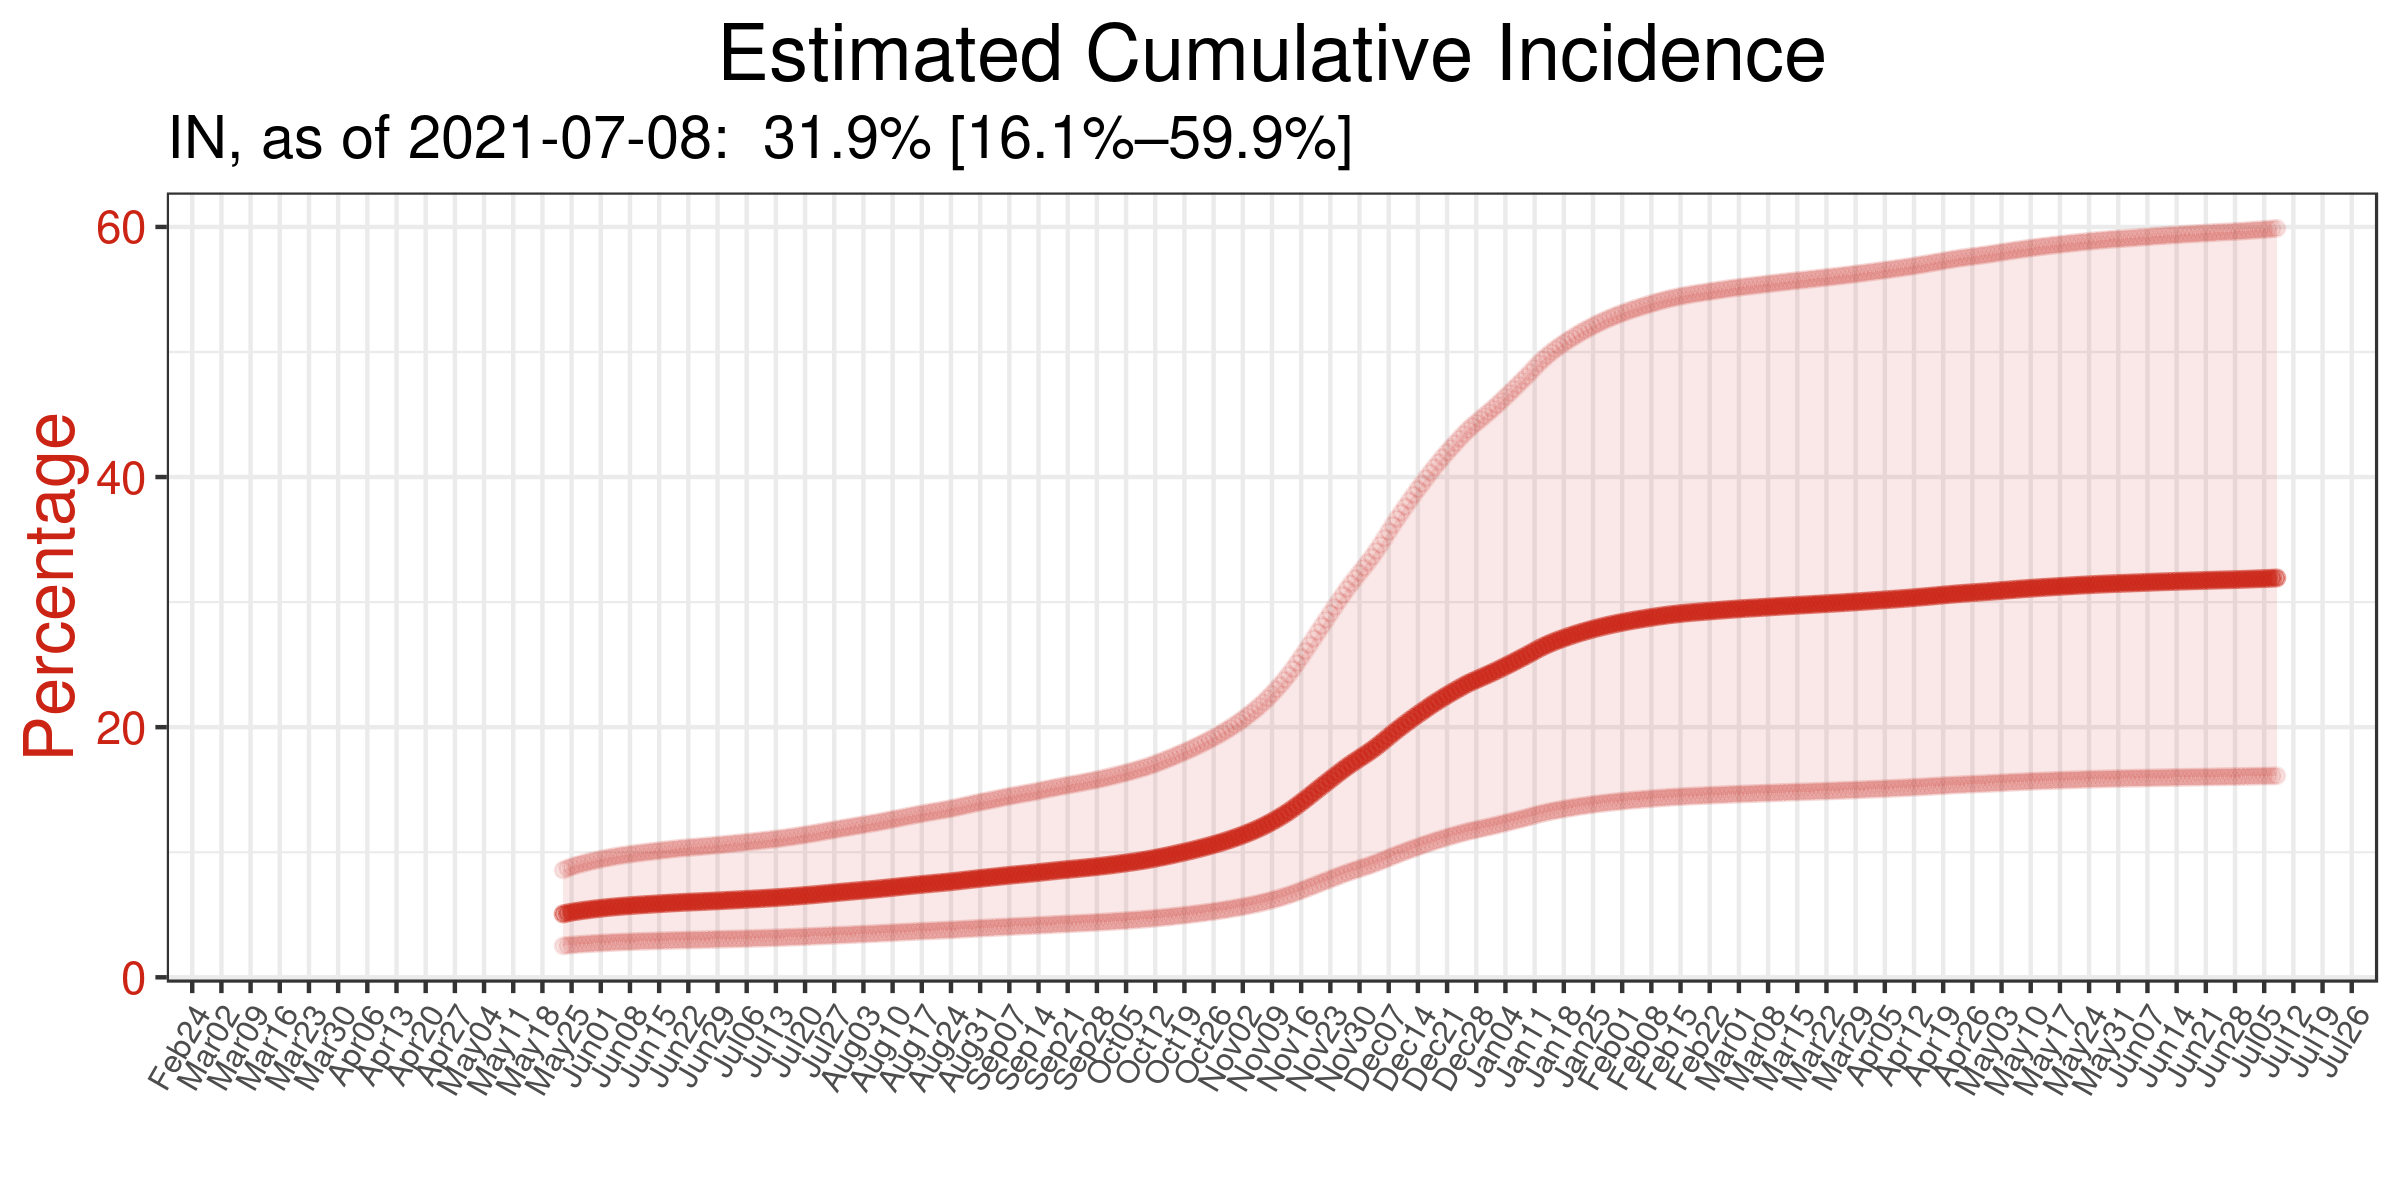 Estimated Cumulative Incidence
IN, as of 2021-07-08:  31.9% [16.1%–59.9%]
Percentage
60
40
20
0
Feb24
Mar02
Mar09
Mar16
Mar23
Mar30
Apr06
Apr13
Apr20
Apr27
May04
May11
May18
May25
Jun01
Jun08
Jun15
Jun22
Jun29
Jul06
Jul13
Jul20
Jul27
Aug03
Aug10
Aug17
Aug24
Aug31
Sep07
Sep14
Sep21
Sep28
Oct05
Oct12
Oct19
Oct26
Nov02
Nov09
Nov16
Nov23
Nov30
Dec07
Dec14
Dec21
Dec28
Jan04
Jan11
Jan18
Jan25
Feb01
Feb08
Feb15
Feb22
Mar01
Mar08
Mar15
Mar22
Mar29
Apr05
Apr12
Apr19
Apr26
May03
May10
May17
May24
May31
Jun07
Jun14
Jun21
Jun28
Jul05
Jul12
Jul19
Jul26